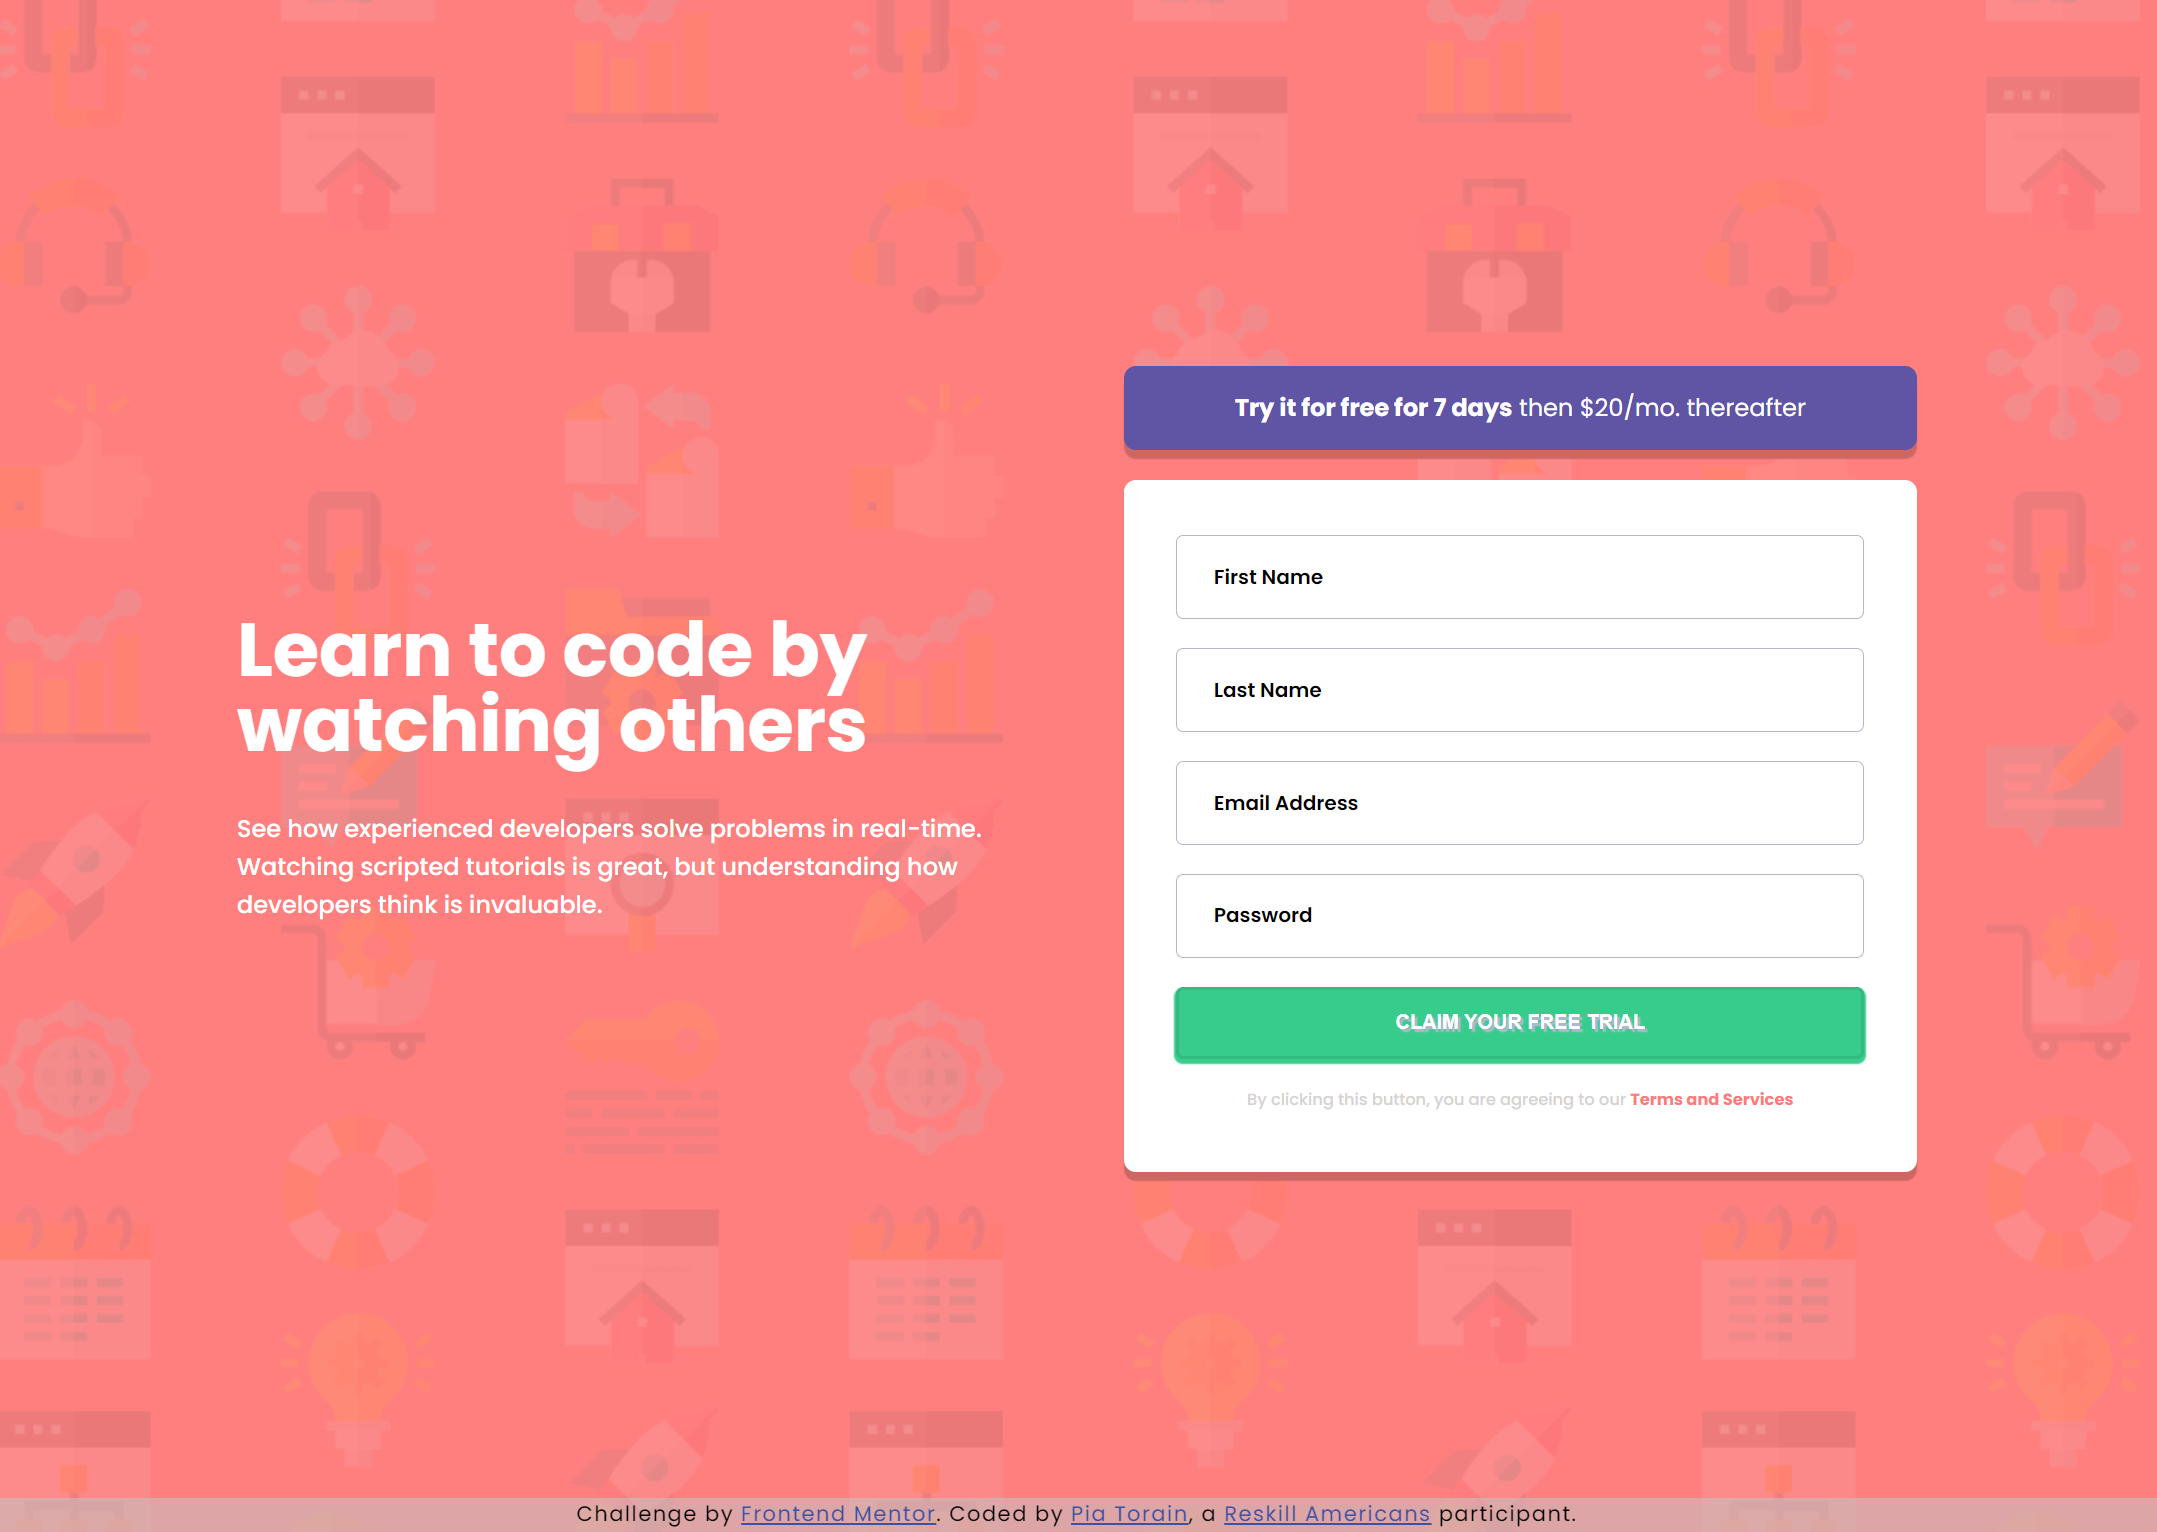 Learn to code by
watching others
See how experienced developers solve problems in real-time.
Watching scripted tutorials is great, but understanding how
developers think is invaluable.
Try it for free for 7 days then $20/mo. thereafter
First Name
Last Name
Email Address
Password
CLAIM YOUR FREE TRIAL
By clicking this button, you are agreeing to our Terms and Services
Challenge by Frontend Mentor. Coded by Pia Torain, a Reskill Americans participant.